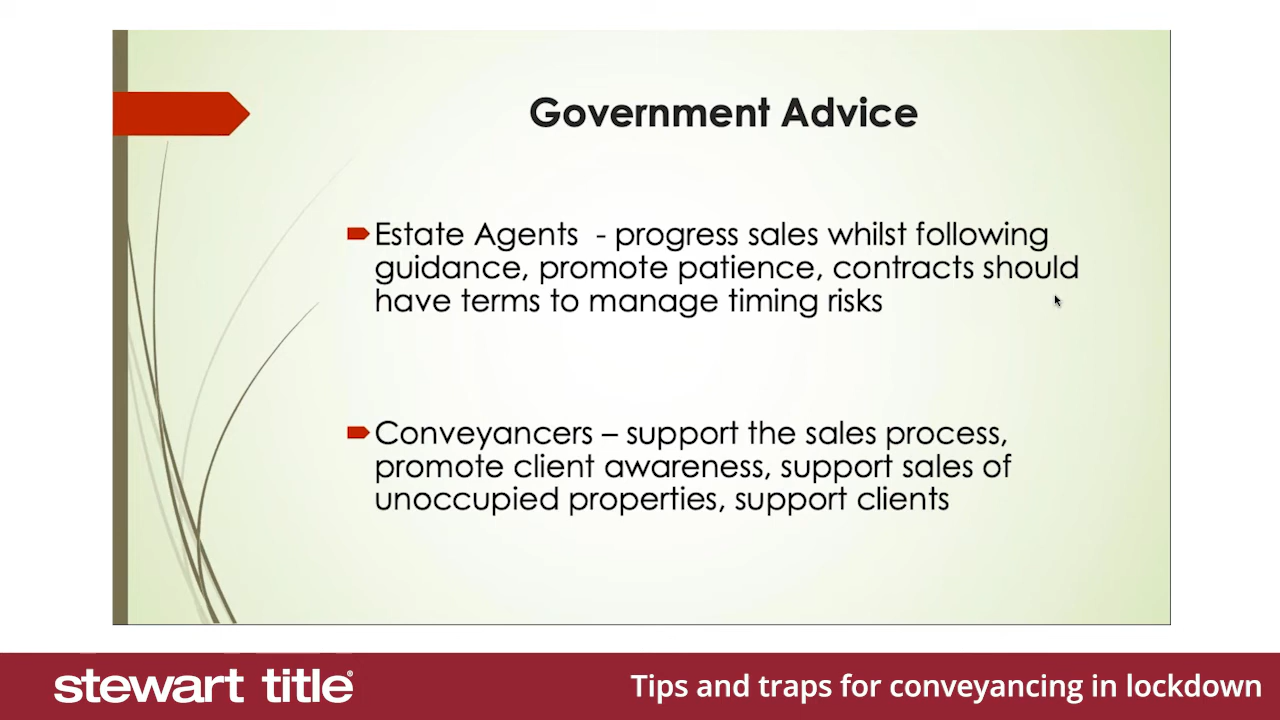 Government Advice
Estate Agents - progress sales whilst following
guidance, promote patience, contracts should
have terms to manage timing risks
Conveyancers – support the sales process,
promote client awareness, support sales of
unoccupied properties, support clients
stewart title®
Tips and traps for conveyancing in lockdown